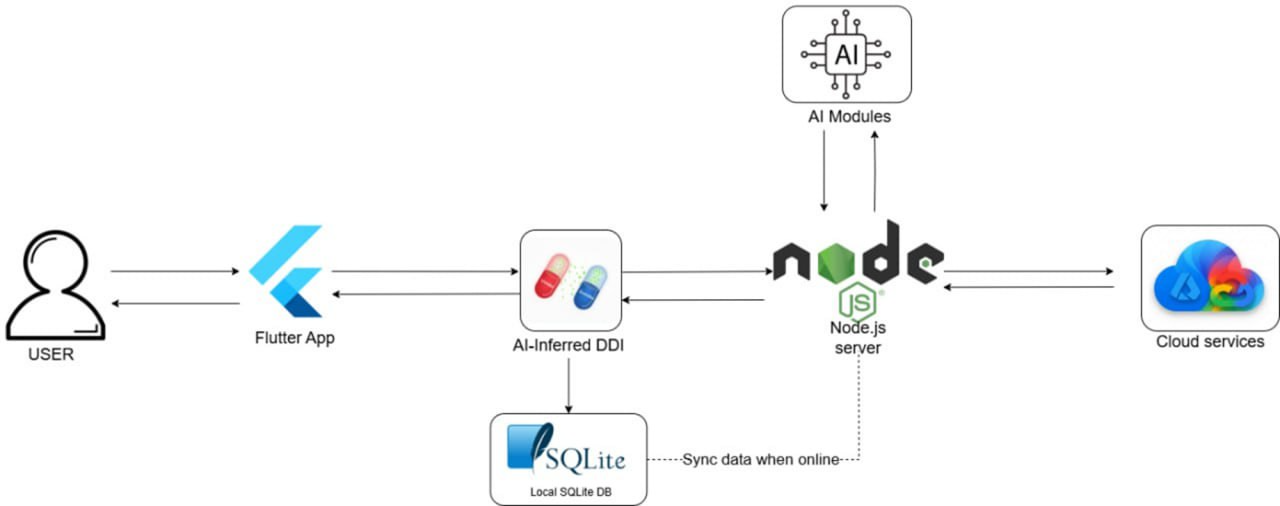 AI
AI Modules
USER
Flutter App
AI-Inferred DDI
node
JS
Node.js
server
Cloud services
SQLite
Local SQLite DB
Sync data when online